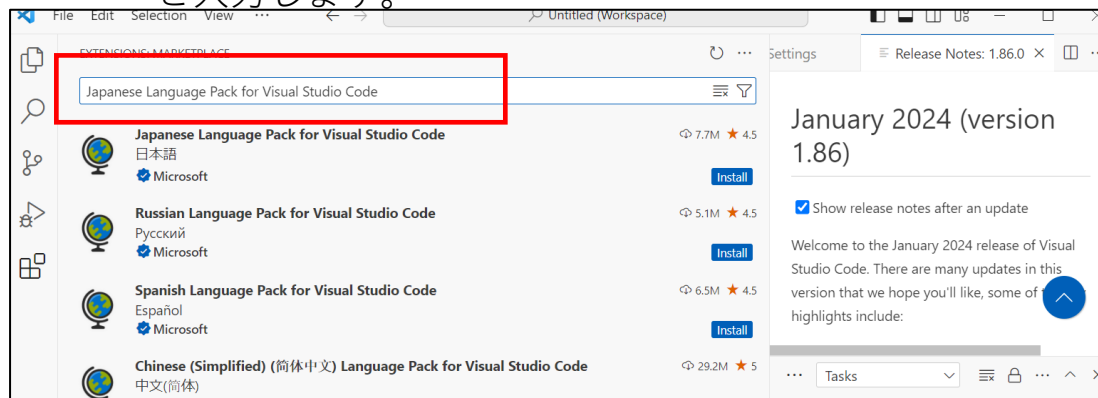 と入力します。
File Edit Selection View ··· ← → Untitled (Workspace)
EXTENSIONS: MARKETPLACE
Japanese Language Pack for Visual Studio Code
Japanese Language Pack for Visual Studio Code 7.7M ★ 4.5
日本語
Microsoft Install
Russian Language Pack for Visual Studio Code 5.1M ★ 4.5
Русский
Microsoft Install
Spanish Language Pack for Visual Studio Code 6.5M ★ 4.5
Español
Microsoft Install
Chinese (Simplified) (简体中文) Language Pack for Visual Studio Code 29.2M ★ 5
中文(简体)
Settings Release Notes: 1.86.0
January 2024 (version
1.86)
Show release notes after an update
Welcome to the January 2024 release of Visual
Studio Code. There are many updates in this
version that we hope you'll like, some of
highlights include:
Tasks